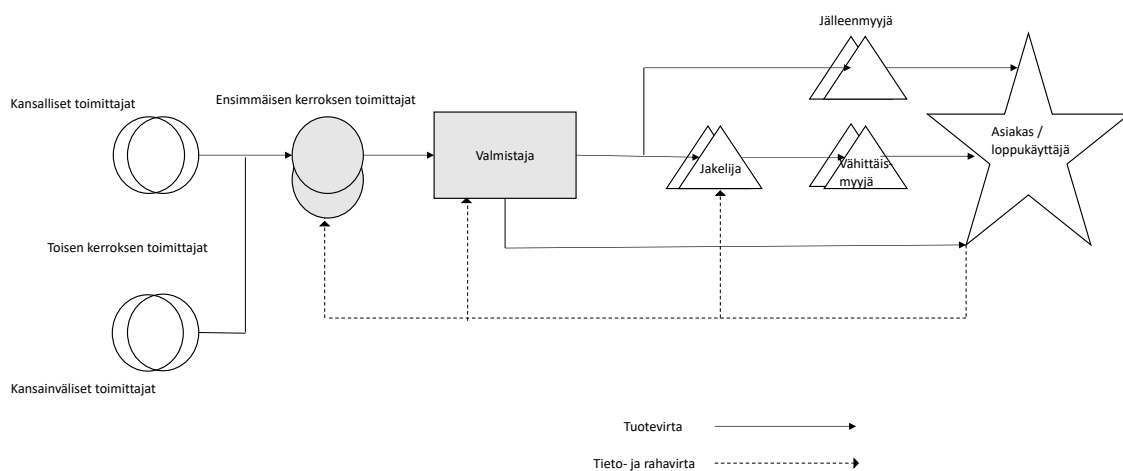 Jälleenmyyjä
Kansalliset toimittajat
Ensimmäisen kerroksen toimittajat
Valmistaja
Jakelija
Vähittäis-
myyjä
Asiakas /
loppukäyttäjä
Toisen kerroksen toimittajat
Kansainväliset toimittajat
Tuotevirta
Tieto- ja rahavirta